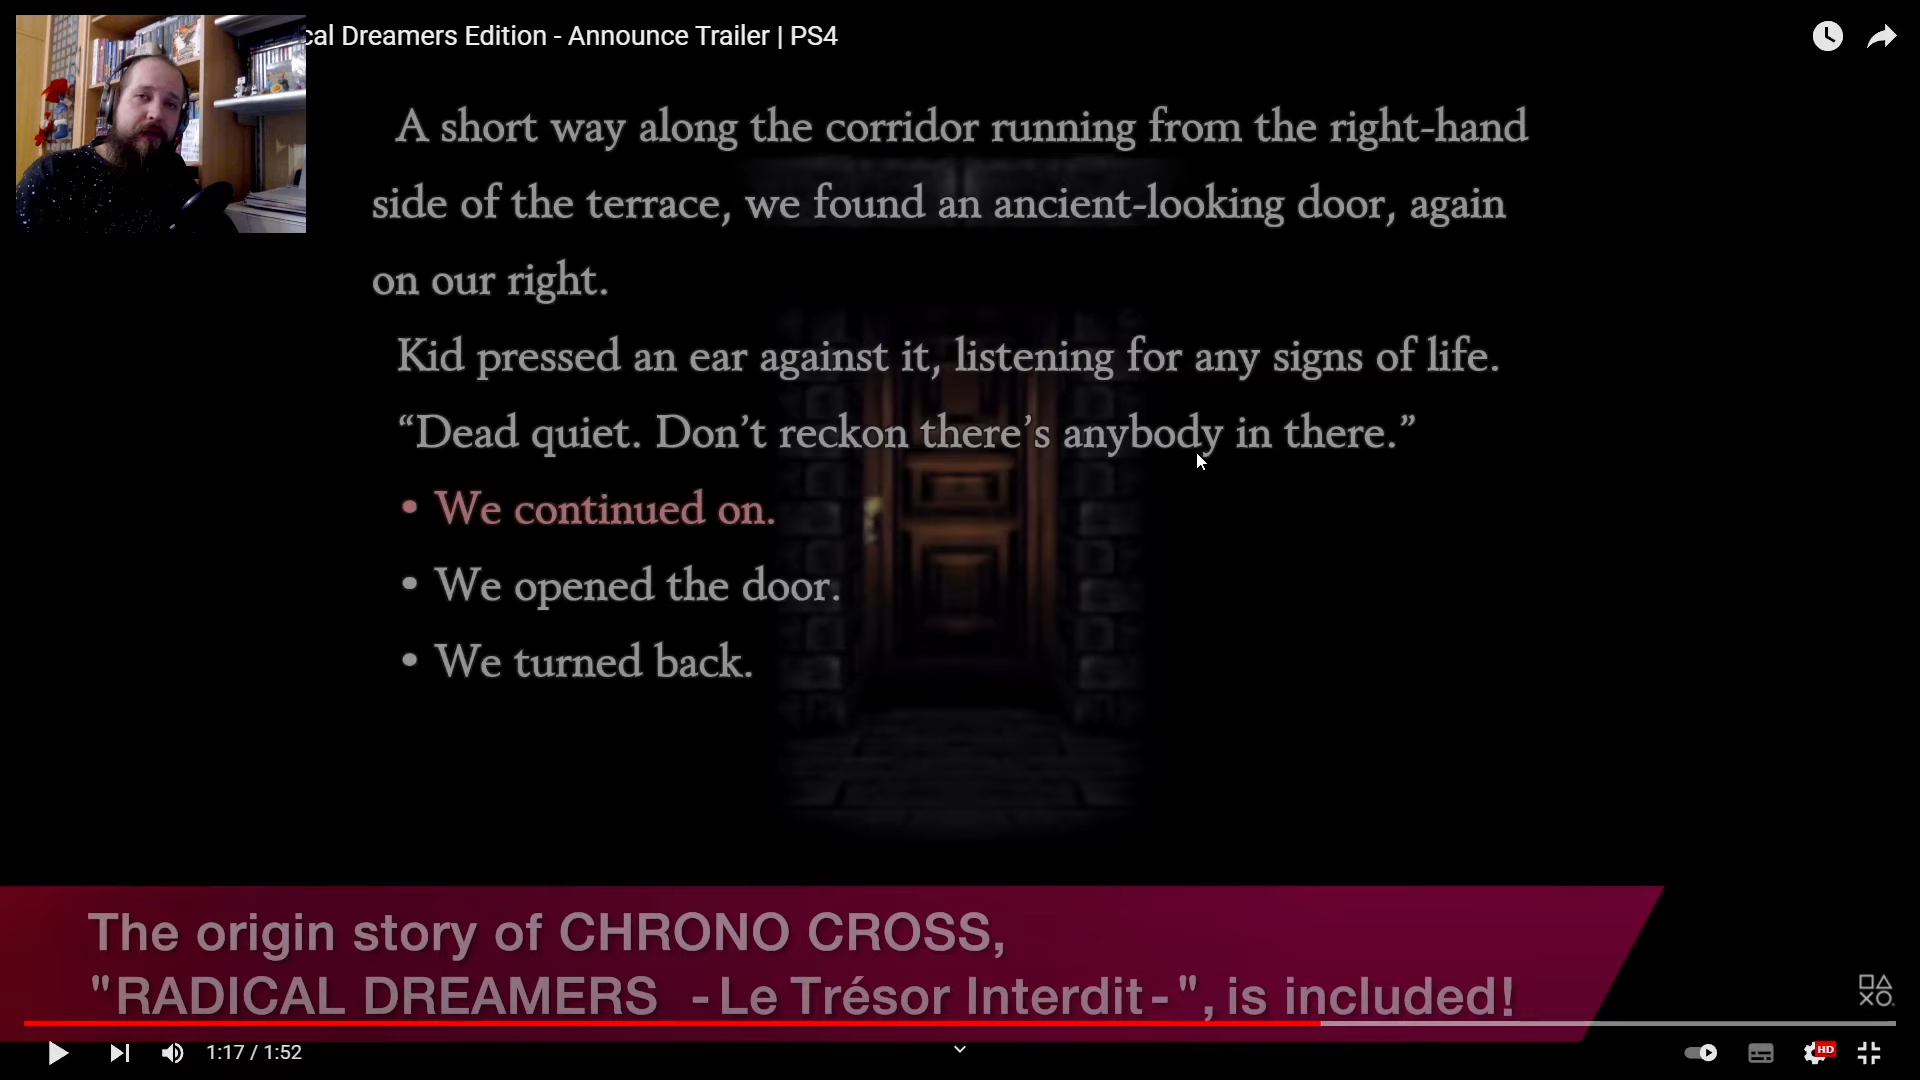 cal Dreamers Edition - Announce Trailer | PS4
A short way along the corridor running from the right-hand
side of the terrace, we found an ancient-looking door, again
on our right.
Kid pressed an ear against it, listening for any signs of life.
“Dead quiet. Don’t reckon there’s anybody in there.”
• We continued on.
• We opened the door.
• We turned back.
The origin story of CHRONO CROSS,
"RADICAL DREAMERS - Le Trésor Interdit - ", is included!
1:17 / 1:52
HD